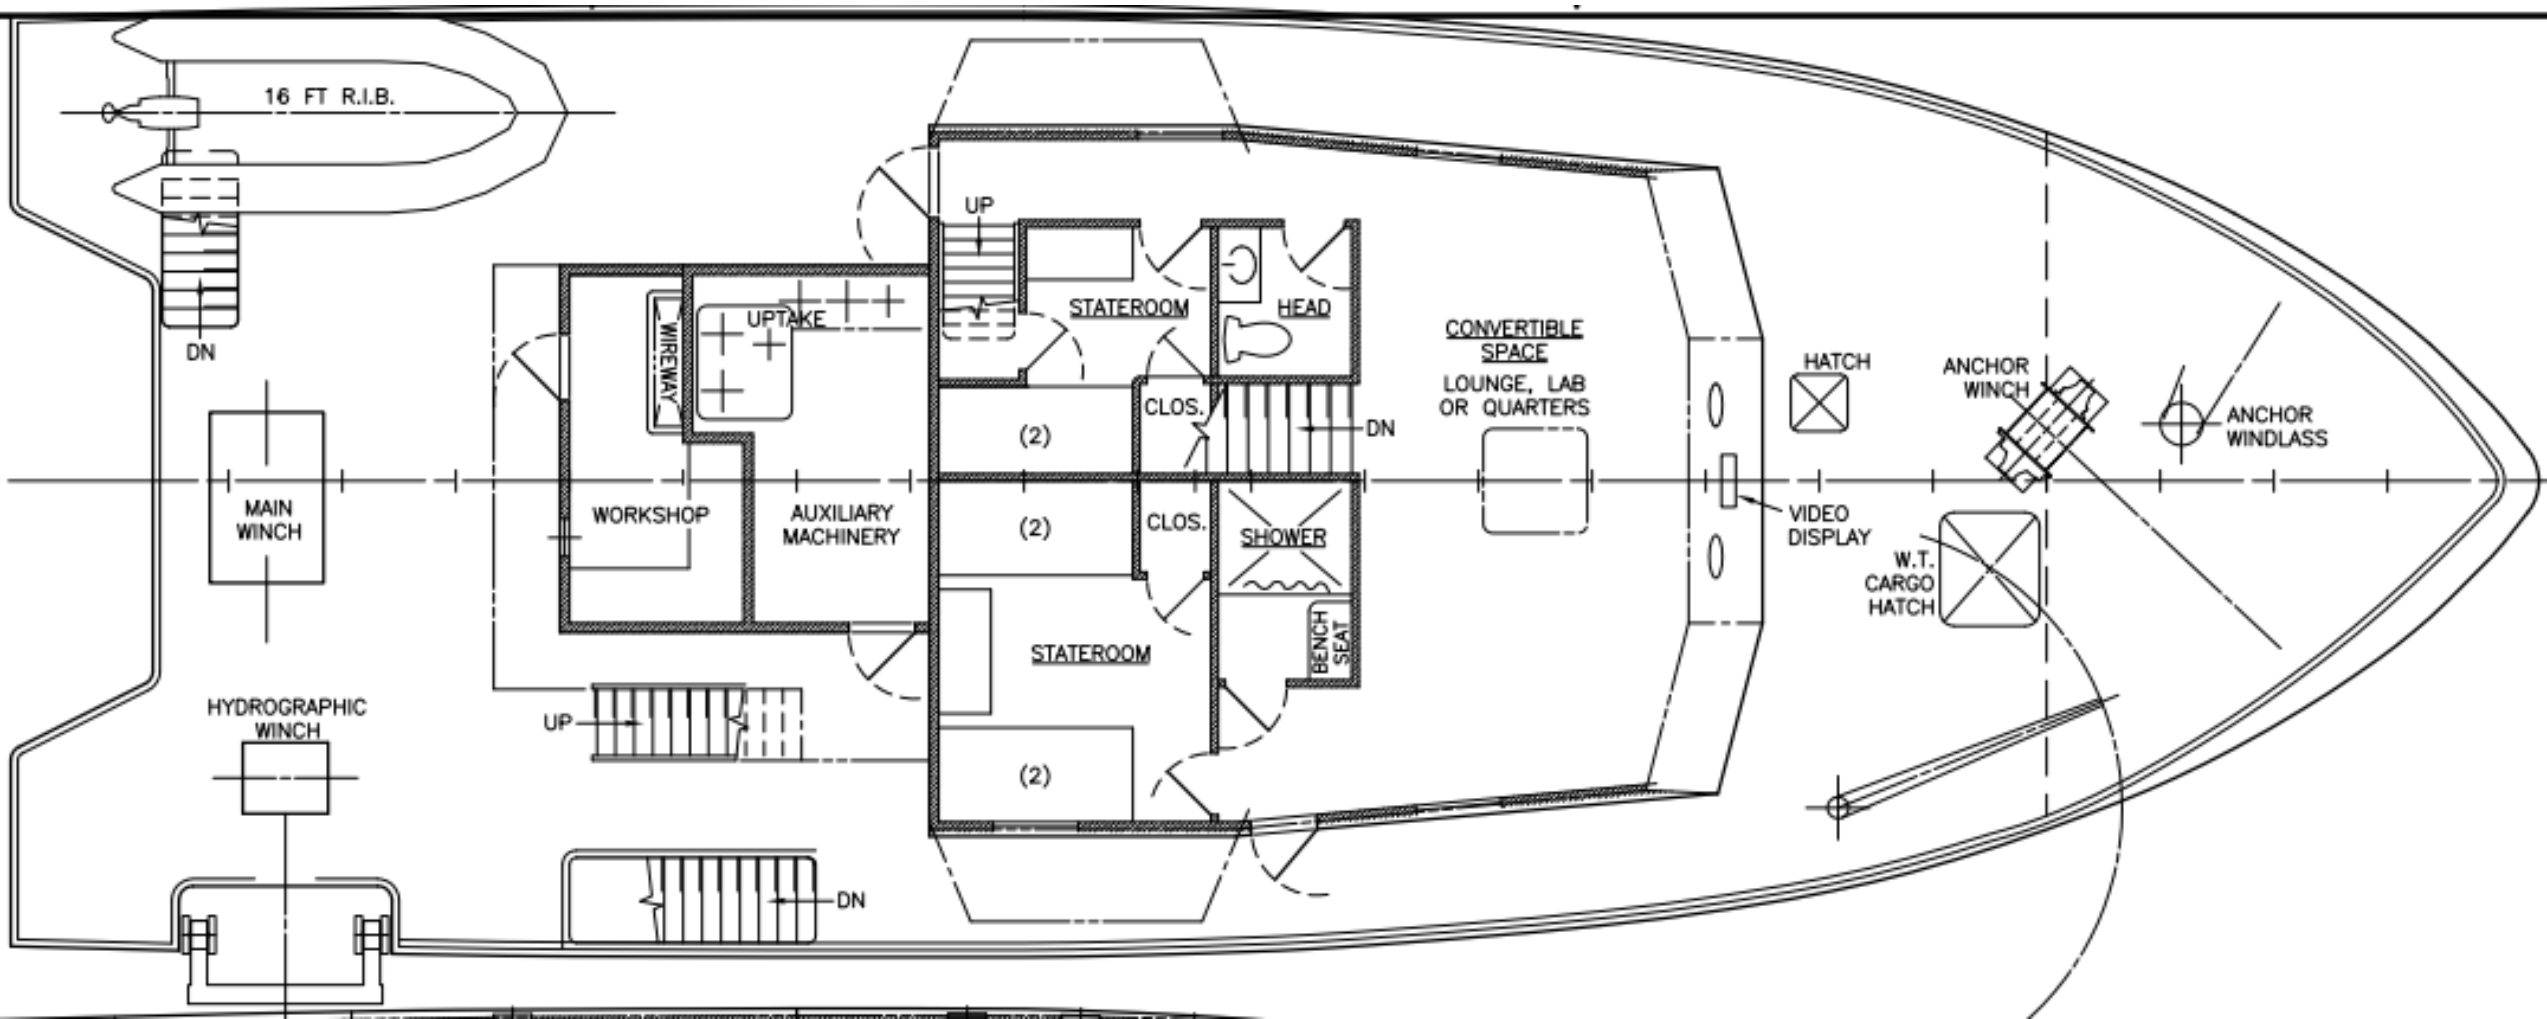 16 FT R.I.B.
UP
STATEROOM
HEAD
UPTAKE
WIREWAY
DN
CONVERTIBLE
SPACE
LOUNGE, LAB
OR QUARTERS
HATCH
ANCHOR
WINCH
ANCHOR
WINDLASS
CLOS.
DN
(2)
MAIN
WINCH
WORKSHOP
AUXILIARY
MACHINERY
(2)
CLOS.
SHOWER
VIDEO
DISPLAY
W.T.
CARGO
HATCH
BENCH
SEAT
STATEROOM
HYDROGRAPHIC
WINCH
UP
(2)
DN